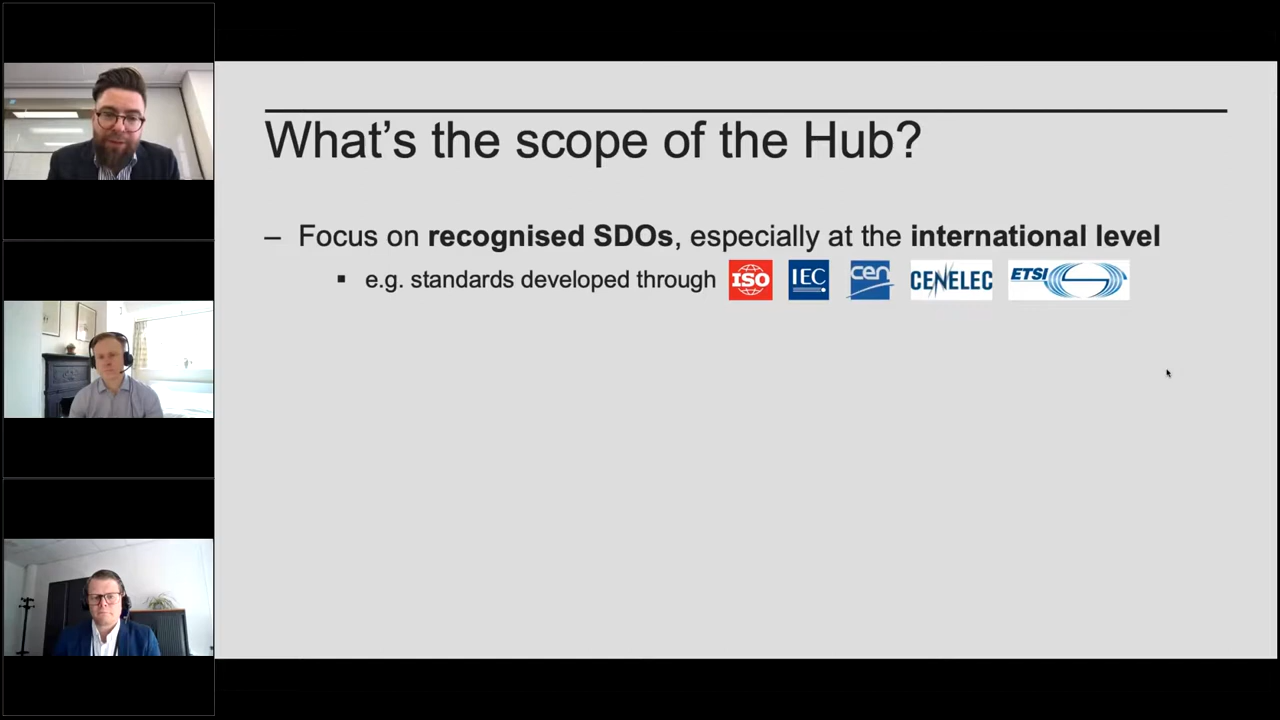 What's the scope of the Hub?
– Focus on recognised SDOs, especially at the international level
▪ e.g. standards developed through ISO IEC cen CENELEC ETSI